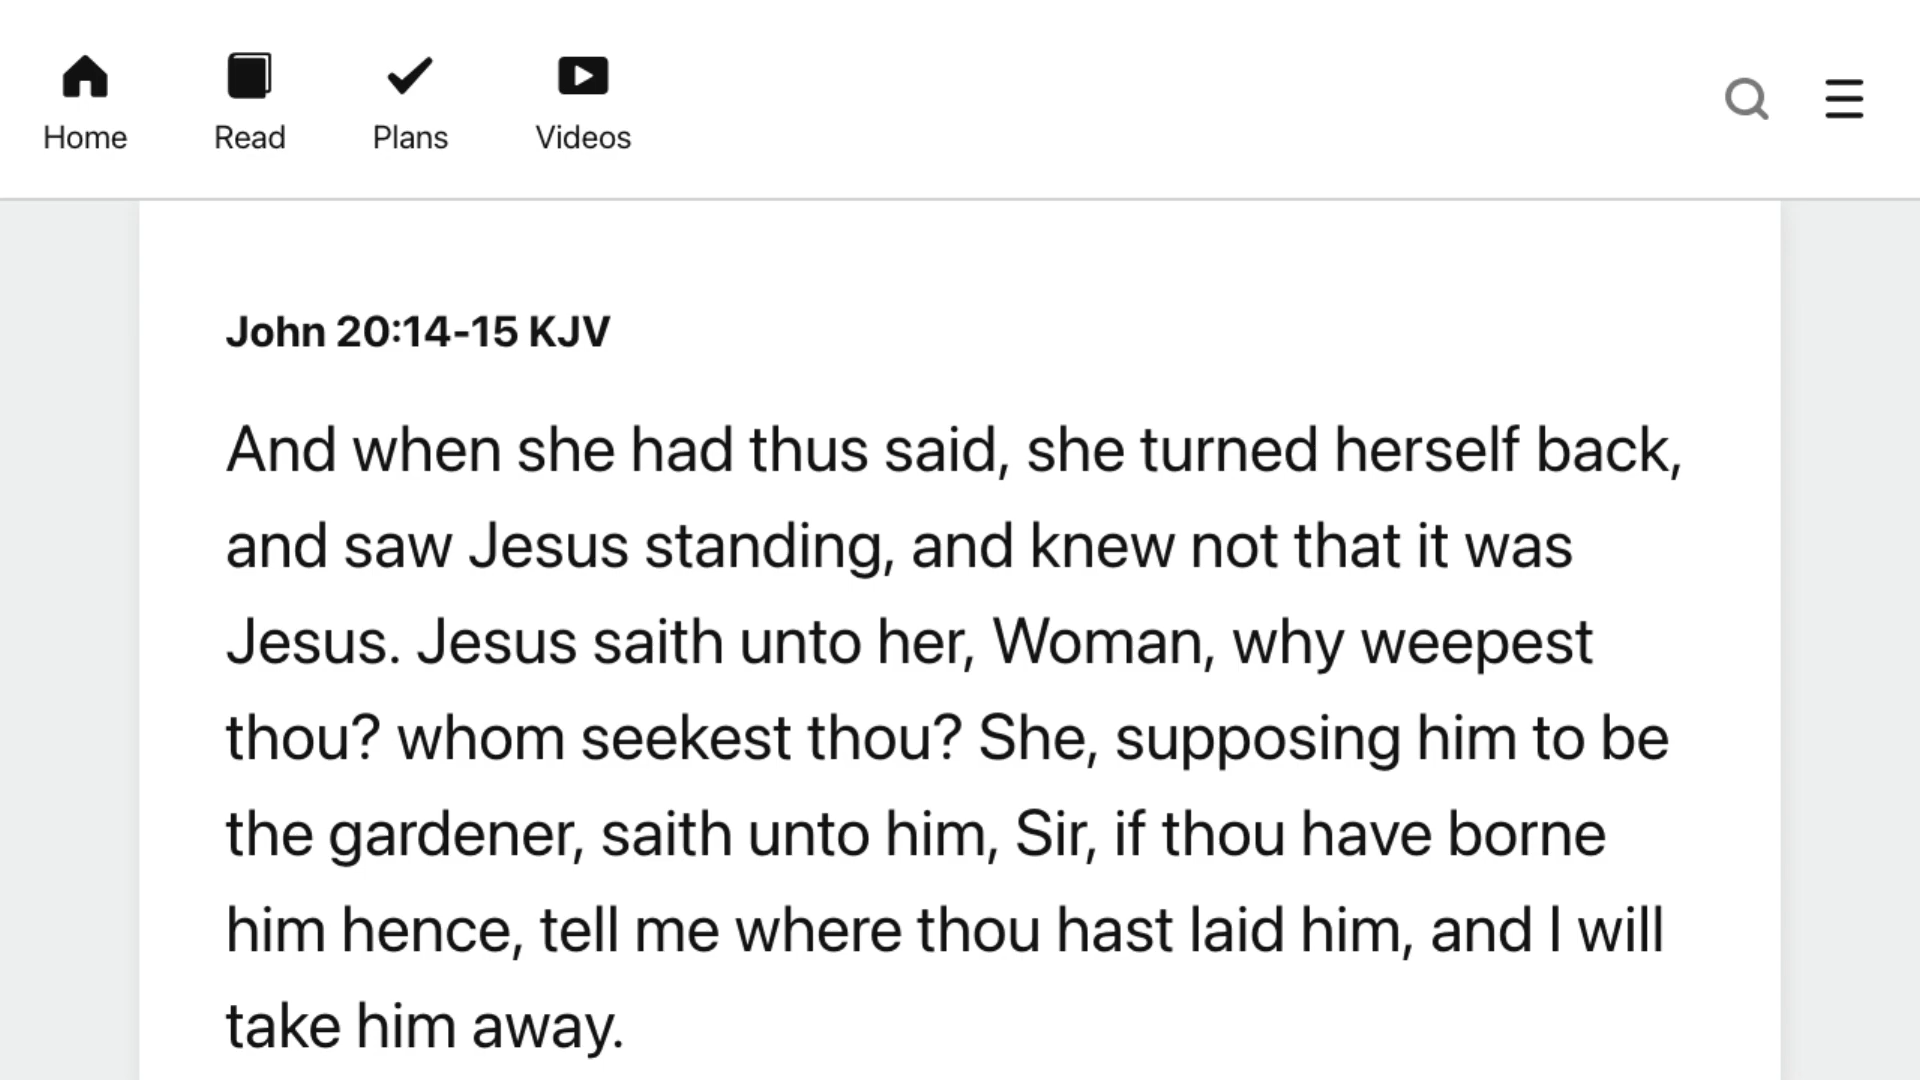 Home Read Plans Videos
John 20:14-15 KJV
And when she had thus said, she turned herself back,
and saw Jesus standing, and knew not that it was
Jesus. Jesus saith unto her, Woman, why weepest
thou? whom seekest thou? She, supposing him to be
the gardener, saith unto him, Sir, if thou have borne
him hence, tell me where thou hast laid him, and I will
take him away.